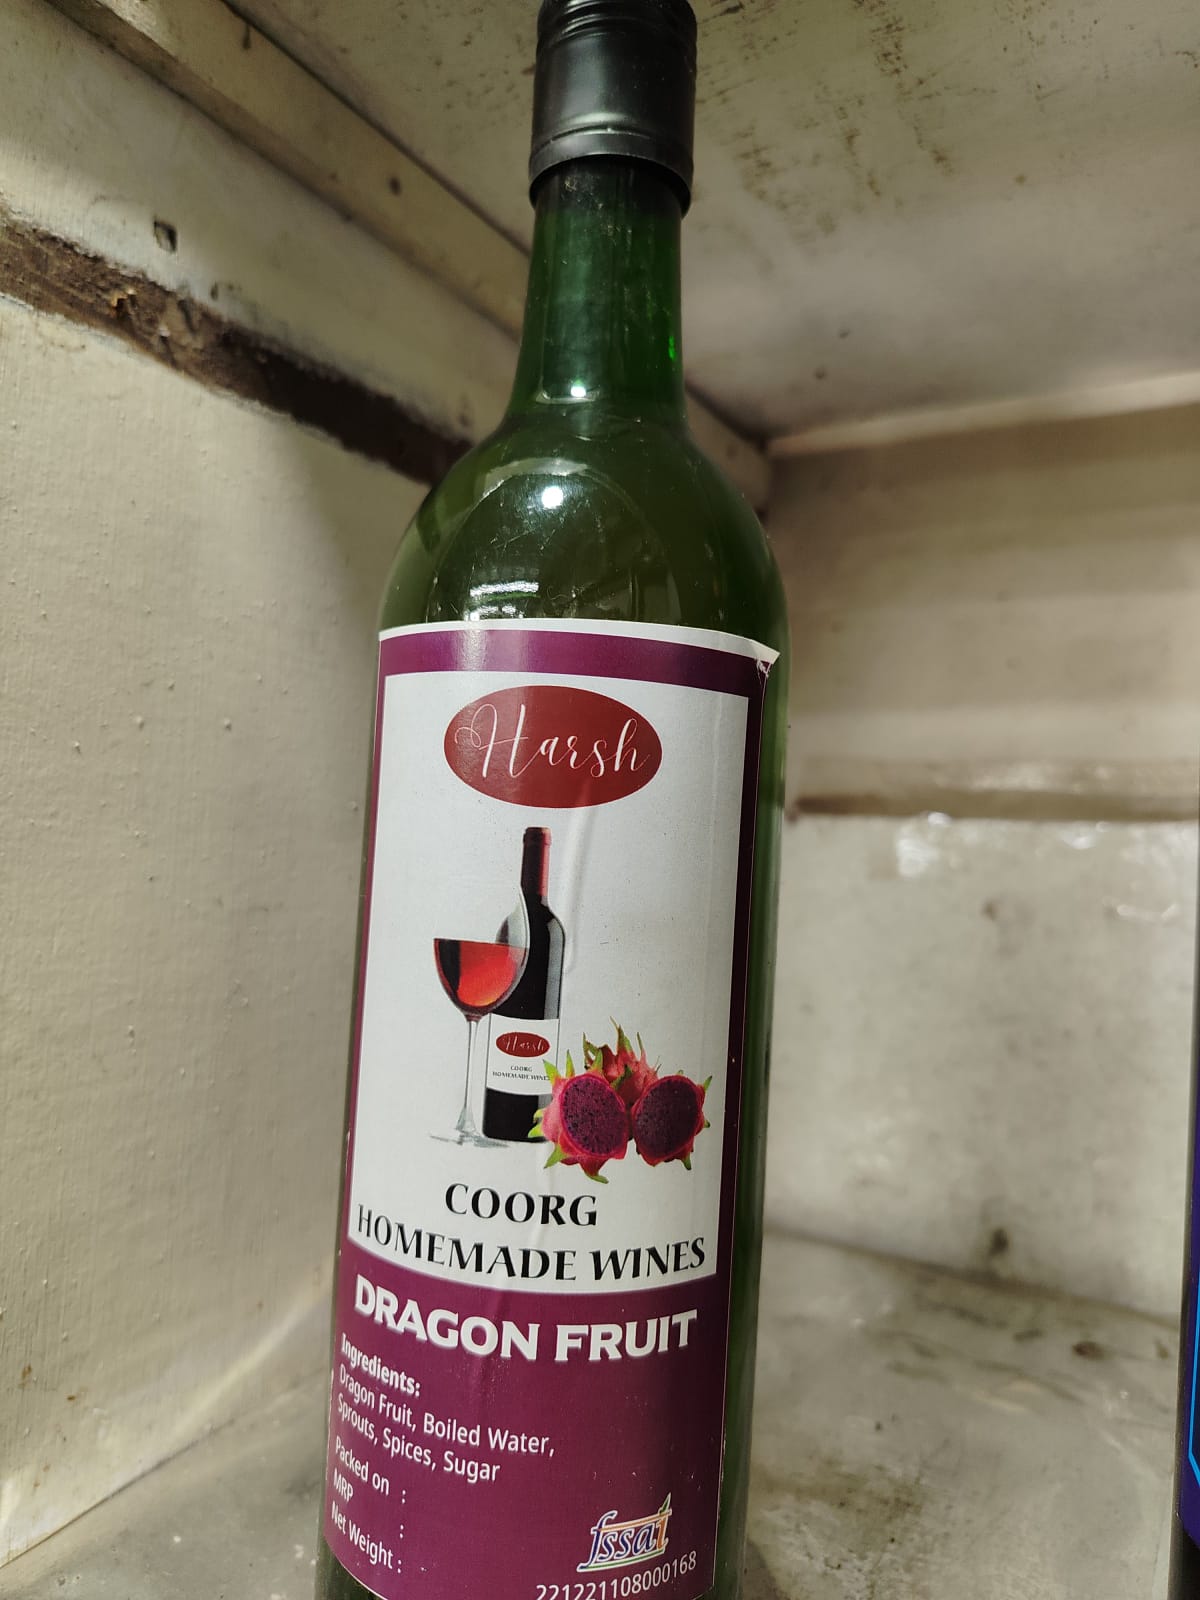 Harsh
Harsh
COORG
HOMEMADE WINES
COORG
HOMEMADE WINES
DRAGON FRUIT
Ingredients:
Dragon Fruit, Boiled Water,
Sprouts, Spices, Sugar
Packed on :
MRP :
Net Weight :
fssai
221221108000168